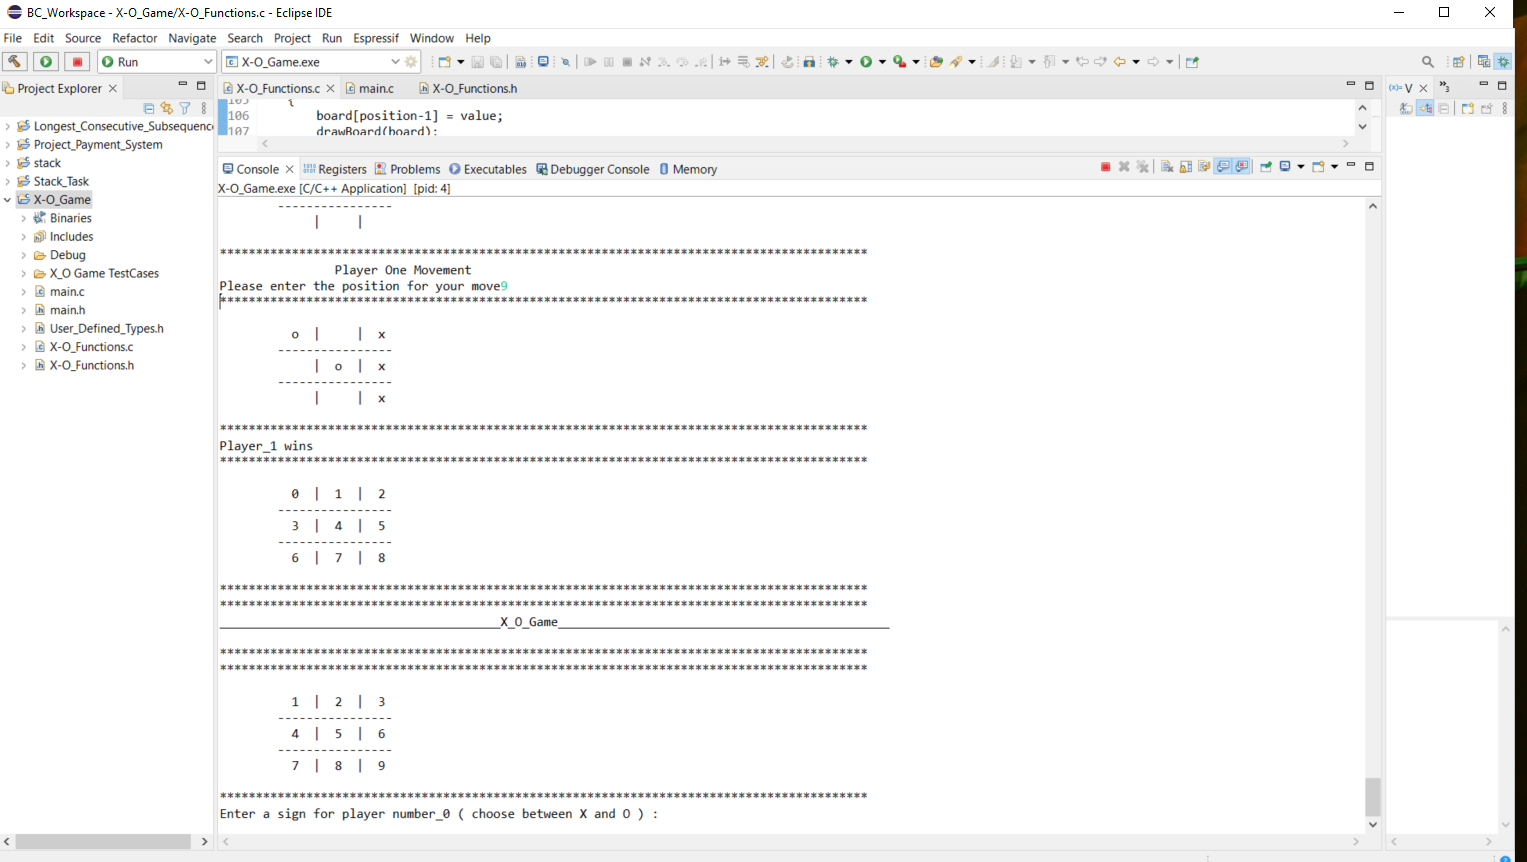 BC_Workspace - X-O_Game/X-O_Functions.c - Eclipse IDE
File Edit Source Refactor Navigate Search Project Run Espressif Window Help
Run X-O_Game.exe
Project Explorer
Longest_Consecutive_Subsequenc
Project_Payment_System
stack
Stack_Task
X-O_Game
Binaries
Includes
Debug
X_O Game TestCases
main.c
main.h
User_Defined_Types.h
X-O_Functions.c
X-O_Functions.h
X-O_Functions.c main.c X-O_Functions.h
105 {
106 board[position-1] = value;
107 drawBoard(board);
Console Registers Problems Executables Debugger Console Memory
X-O_Game.exe [C/C++ Application] [pid: 4]
----------------
| |
******************************************************************************************
Player One Movement
Please enter the position for your move9
******************************************************************************************
o | | x
----------------
| o | x
----------------
| | x
******************************************************************************************
Player_1 wins
******************************************************************************************
0 | 1 | 2
----------------
3 | 4 | 5
----------------
6 | 7 | 8
******************************************************************************************
******************************************************************************************
_______________________________________X_O_Game______________________________________________
******************************************************************************************
******************************************************************************************
1 | 2 | 3
----------------
4 | 5 | 6
----------------
7 | 8 | 9
******************************************************************************************
Enter a sign for player number_0 ( choose between X and O ) :
(x)= V
»3